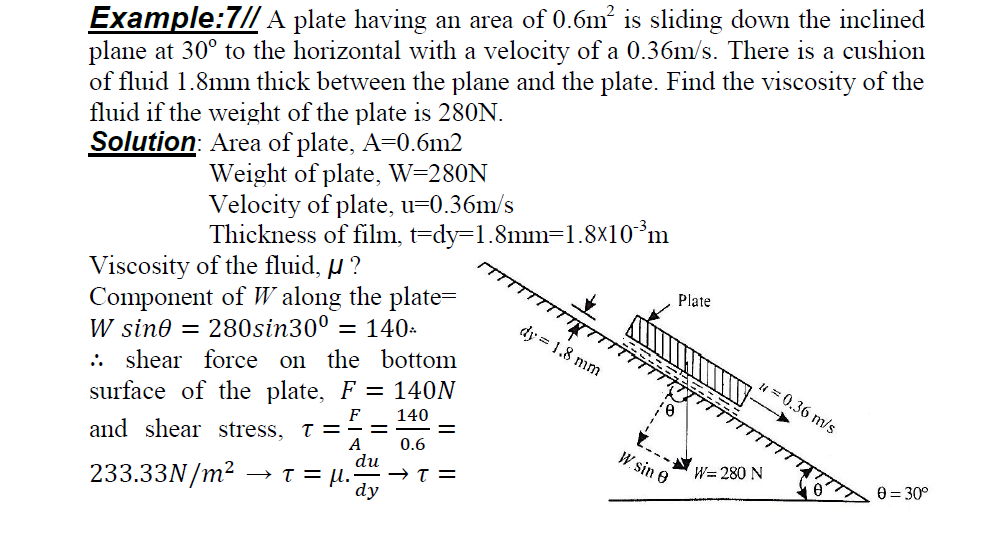 Example:7// A plate having an area of 0.6m² is sliding down the inclined
plane at 30° to the horizontal with a velocity of a 0.36m/s. There is a cushion
of fluid 1.8mm thick between the plane and the plate. Find the viscosity of the
fluid if the weight of the plate is 280N.
Solution: Area of plate, A=0.6m2
Weight of plate, W=280N
Velocity of plate, u=0.36m/s
Thickness of film, t=dy=1.8mm=1.8x10⁻³m
Viscosity of the fluid, μ ?
Component of W along the plate=
W sinθ = 280sin30⁰ = 140
∴ shear force on the bottom
surface of the plate, F = 140N
and shear stress, τ = F/A = 140/0.6 =
233.33N/m² → τ = μ. du/dy → τ =
Plate
dy = 1.8 mm
u = 0.36 m/s
θ
W sin θ
W= 280 N
θ
θ = 30°